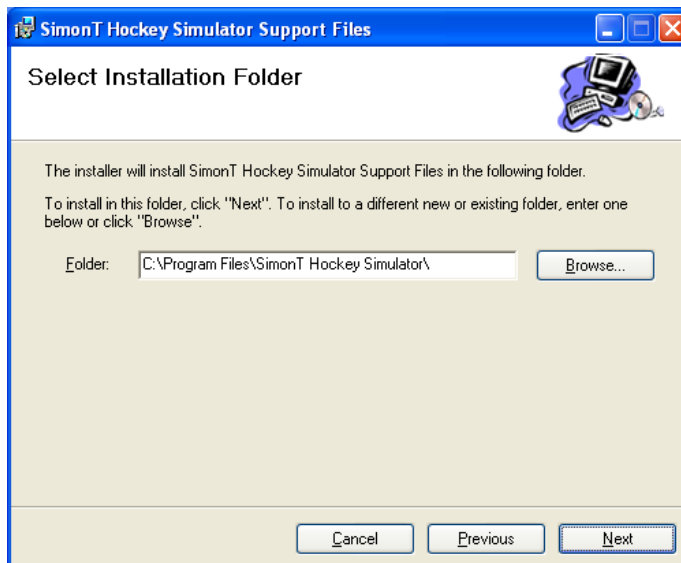 SimonT Hockey Simulator Support Files
Select Installation Folder
The installer will install SimonT Hockey Simulator Support Files in the following folder.
To install in this folder, click "Next". To install to a different new or existing folder, enter one
below or click "Browse".
Folder: C:\Program Files\SimonT Hockey Simulator\ Browse...
Cancel Previous Next